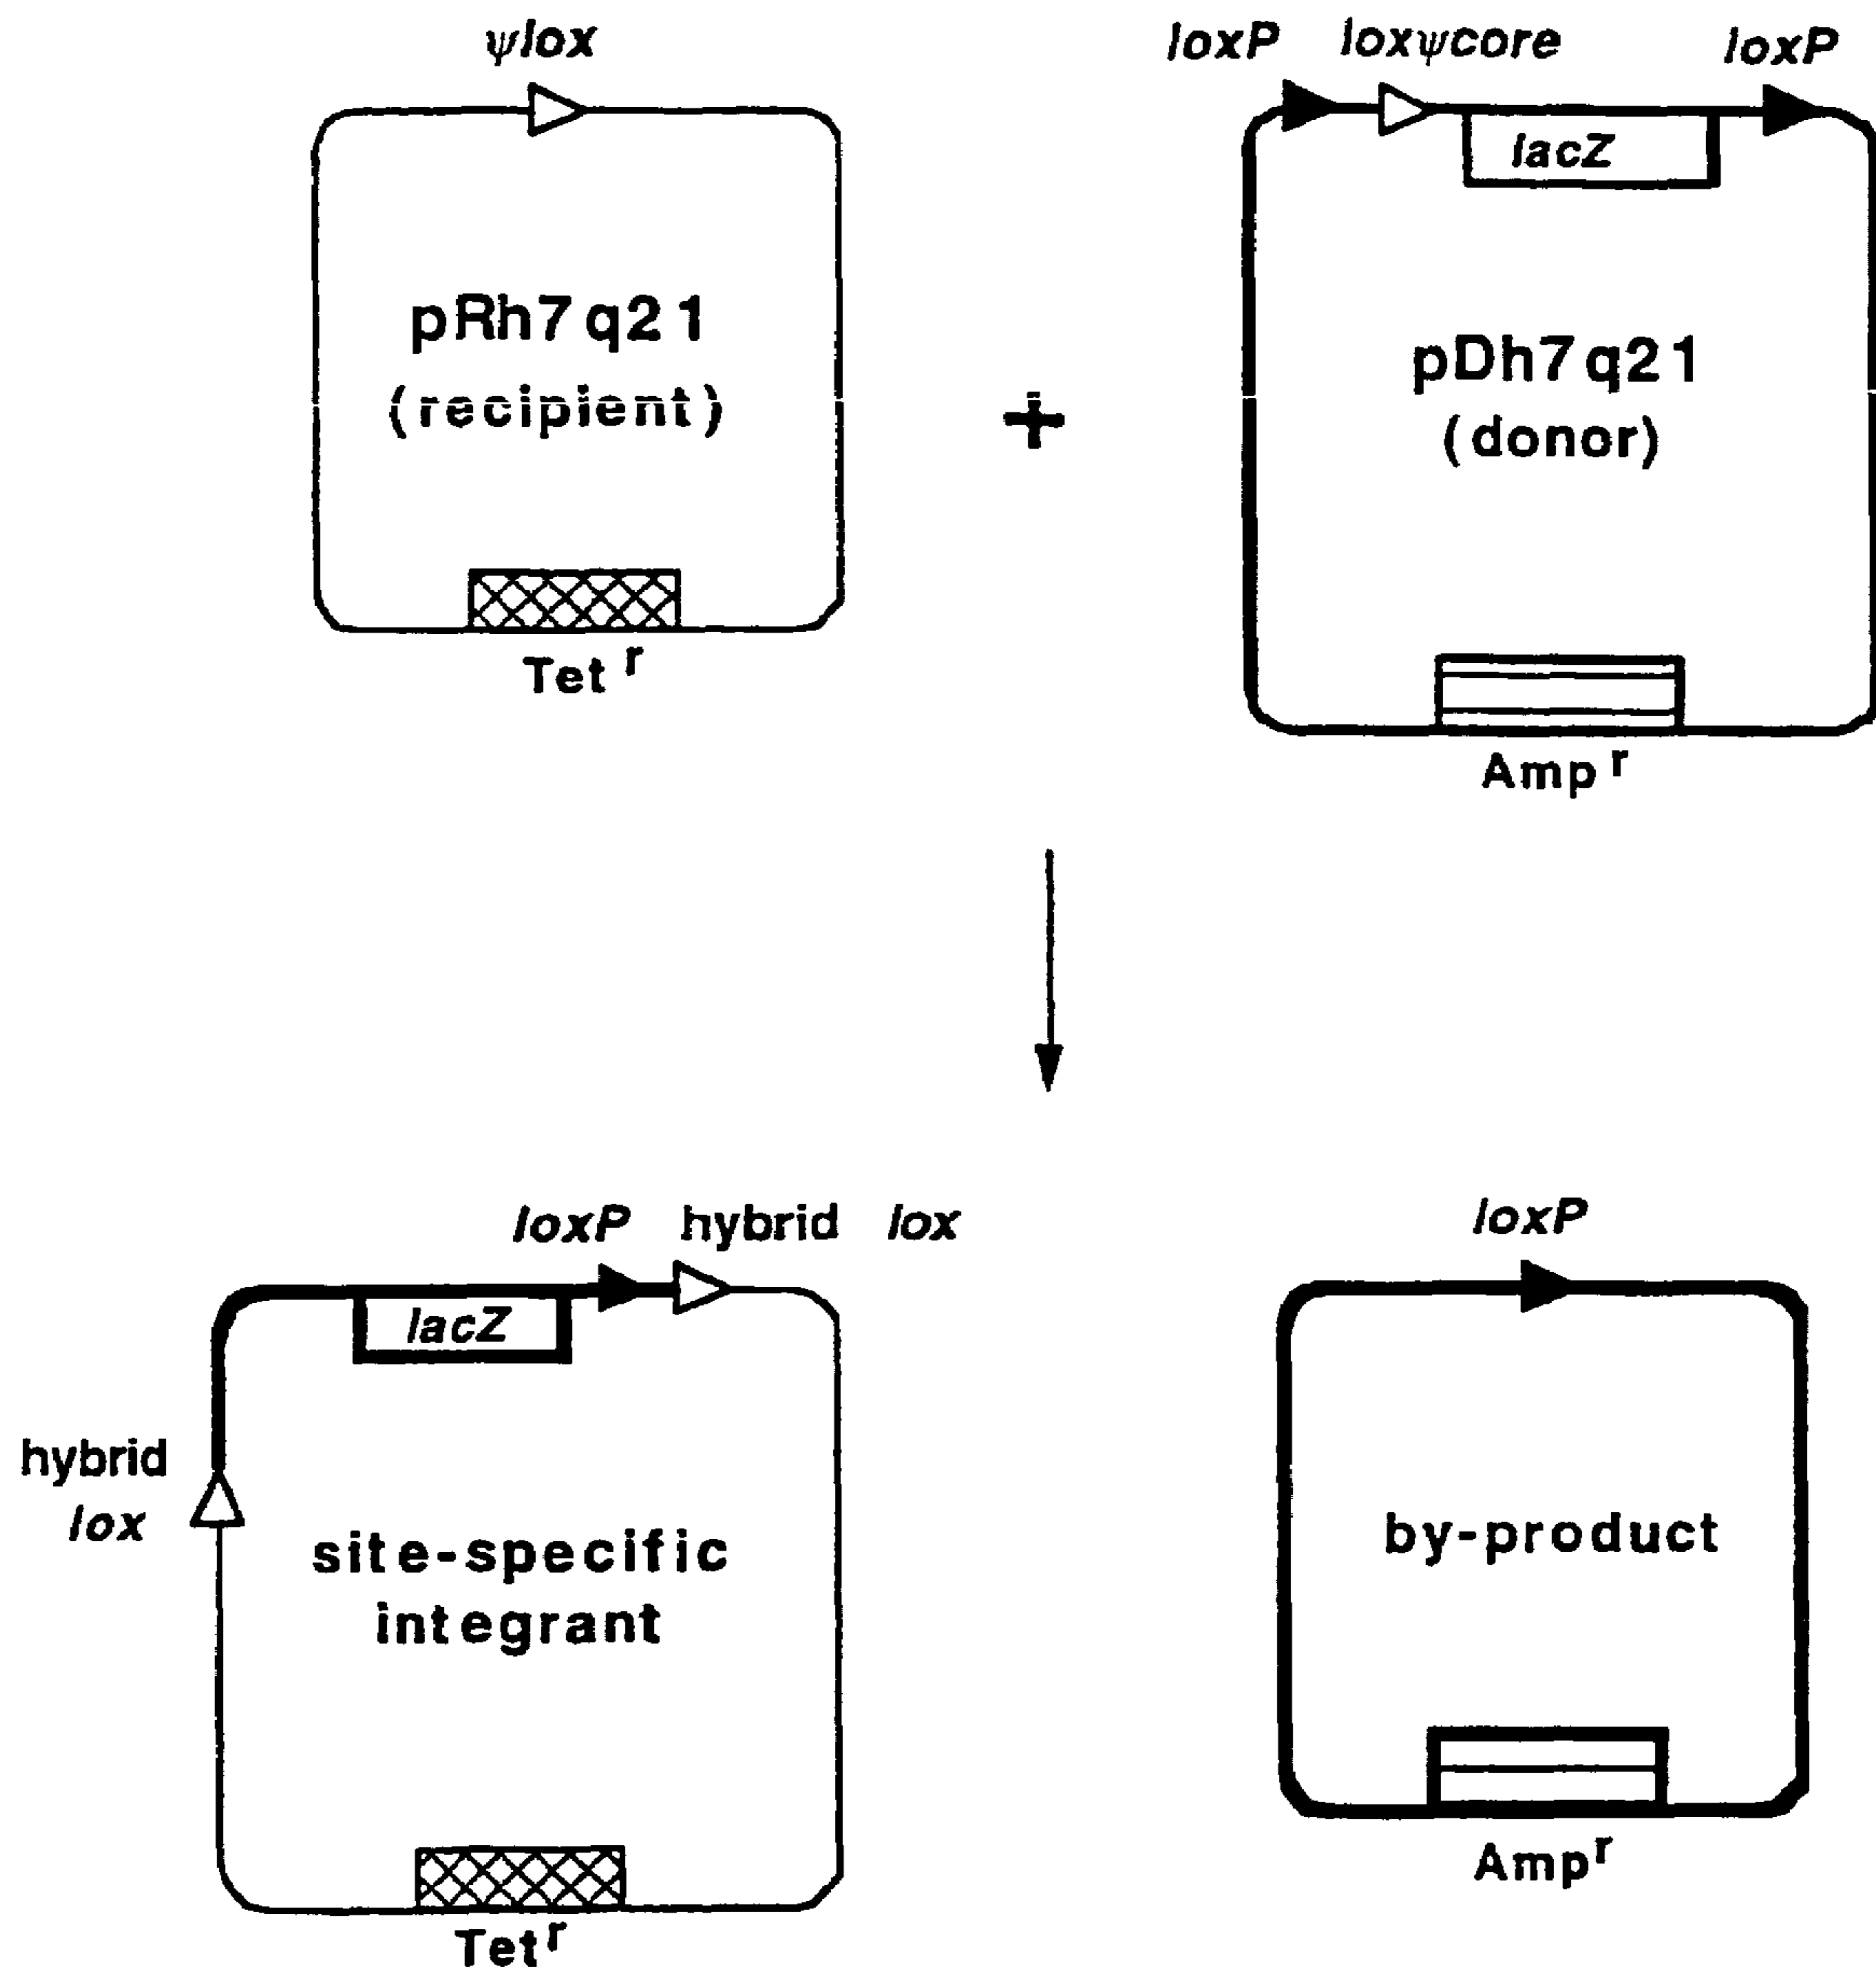 ψlox
loxP loxψcore loxP
lacZ
pRh7q21
(recipient)
+
pDh7q21
(donor)
Tet r
Amp r
loxP hybrid lox
loxP
lacZ
hybrid
lox
site-specific
integrant
by-product
Amp r
Tet r